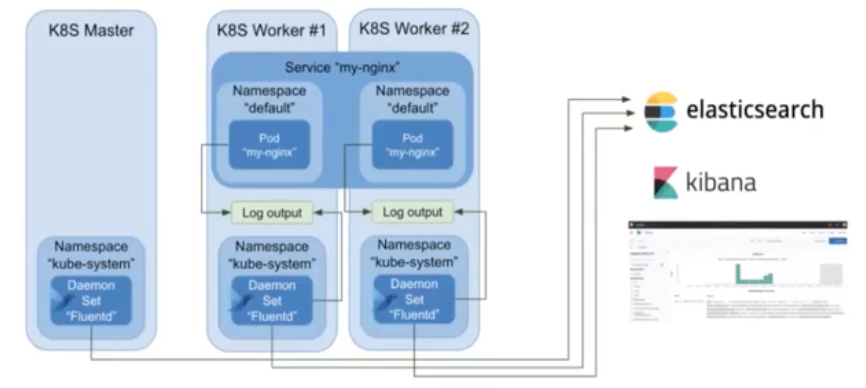 K8S Master
K8S Worker #1
K8S Worker #2
Service “my-nginx”
Namespace
“default”
Namespace
“default”
Pod
“my-nginx”
Pod
“my-nginx”
Log output
Log output
Namespace
“kube-system”
Namespace
“kube-system”
Namespace
“kube-system”
Daemon
Set
“Fluentd”
Daemon
Set
“Fluentd”
Daemon
Set
“Fluentd”
elasticsearch
kibana